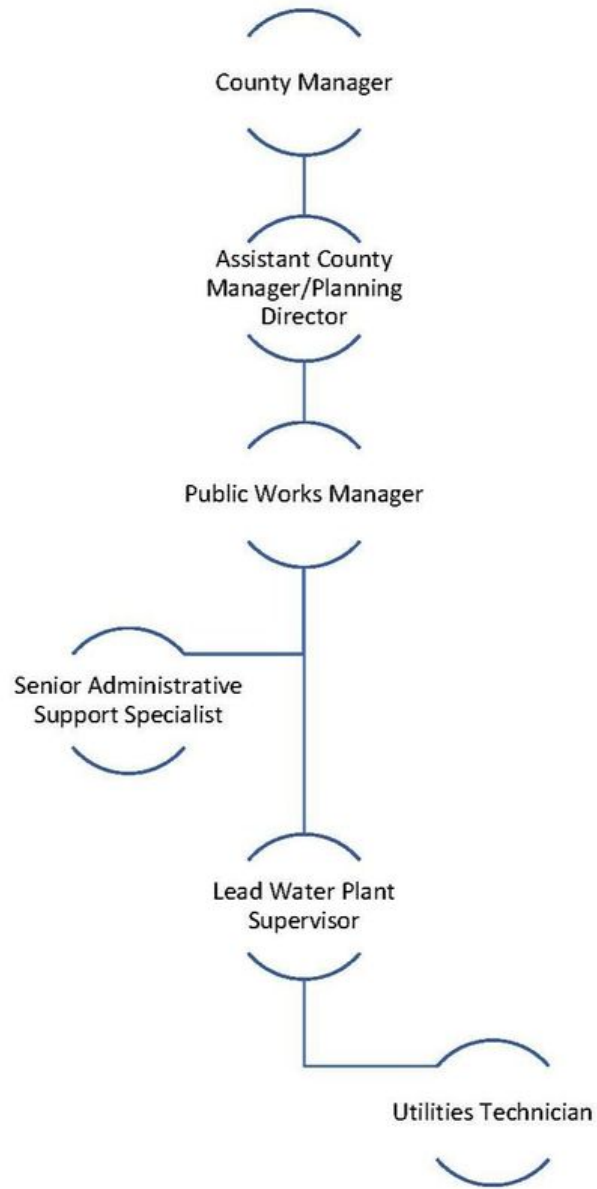 County Manager
Assistant County
Manager/Planning
Director
Public Works Manager
Senior Administrative
Support Specialist
Lead Water Plant
Supervisor
Utilities Technician